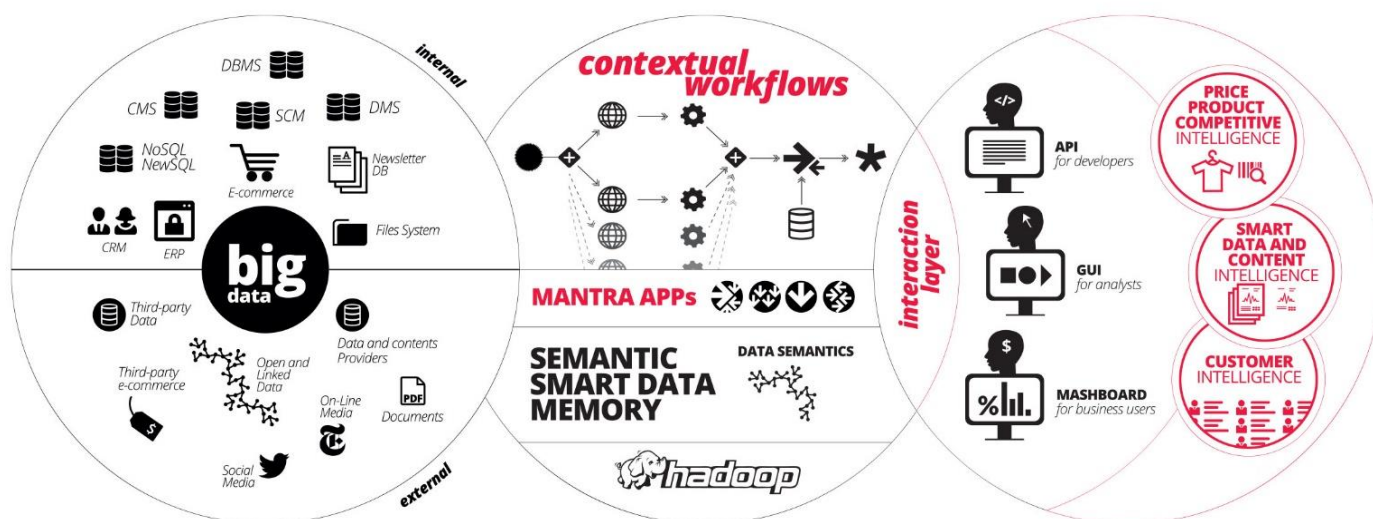 internal
DBMS
CMS
SCM
DMS
NoSQL
NewSQL
E-commerce
Newsletter
DB
CRM
ERP
Files System
big
data
Third-party
Data
Data and contents
Providers
Open and
Linked
Data
Third-party
e-commerce
$
On-Line
Media
T
PDF
Documents
Social
Media
external
contextual
workflows
MANTRA APPs
SEMANTIC
SMART DATA
MEMORY
DATA SEMANTICS
hadoop
interaction
layer
</>
API
for developers
GUI
for analysts
$
%
MASHBOARD
for business users
PRICE
PRODUCT
COMPETITIVE
INTELLIGENCE
SMART
DATA AND
CONTENT
INTELLIGENCE
CUSTOMER
INTELLIGENCE